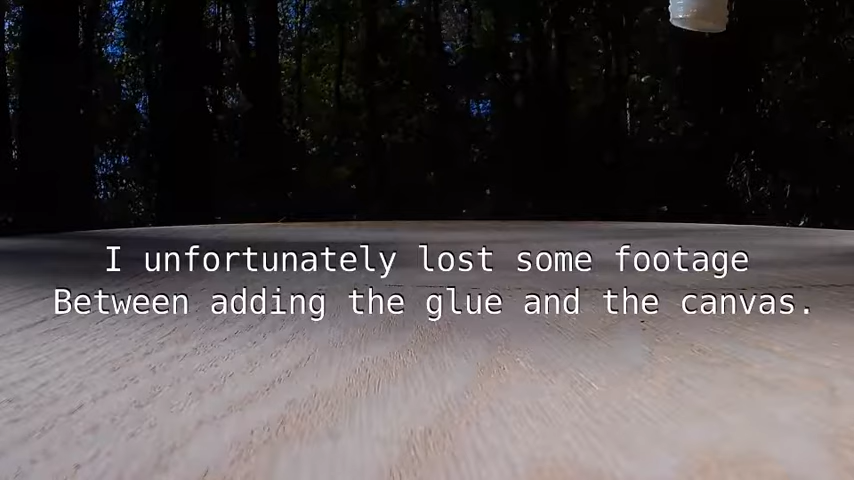 I unfortunately lost some footage
Between adding the glue and the canvas.